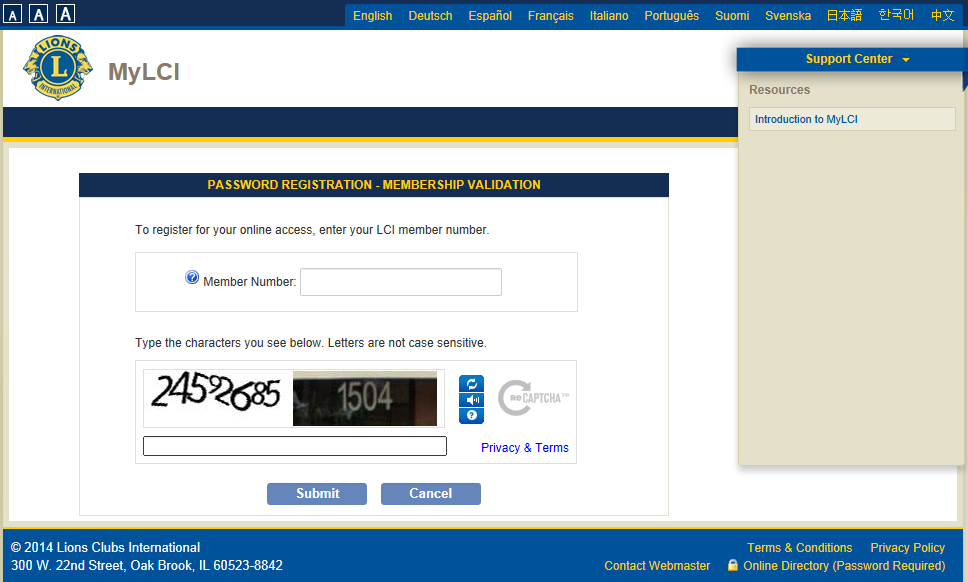 A A A English Deutsch Español Français Italiano Português Suomi Svenska 日本語 한국어 中文
LIONS
L
INTERNATIONAL
MyLCI
Support Center
Resources
Introduction to MyLCI
PASSWORD REGISTRATION - MEMBERSHIP VALIDATION
To register for your online access, enter your LCI member number.
? Member Number:
Type the characters you see below. Letters are not case sensitive.
?
reCAPTCHA™
Privacy & Terms
Submit Cancel
© 2014 Lions Clubs International
300 W. 22nd Street, Oak Brook, IL 60523-8842
Terms & Conditions Privacy Policy
Contact Webmaster Online Directory (Password Required)